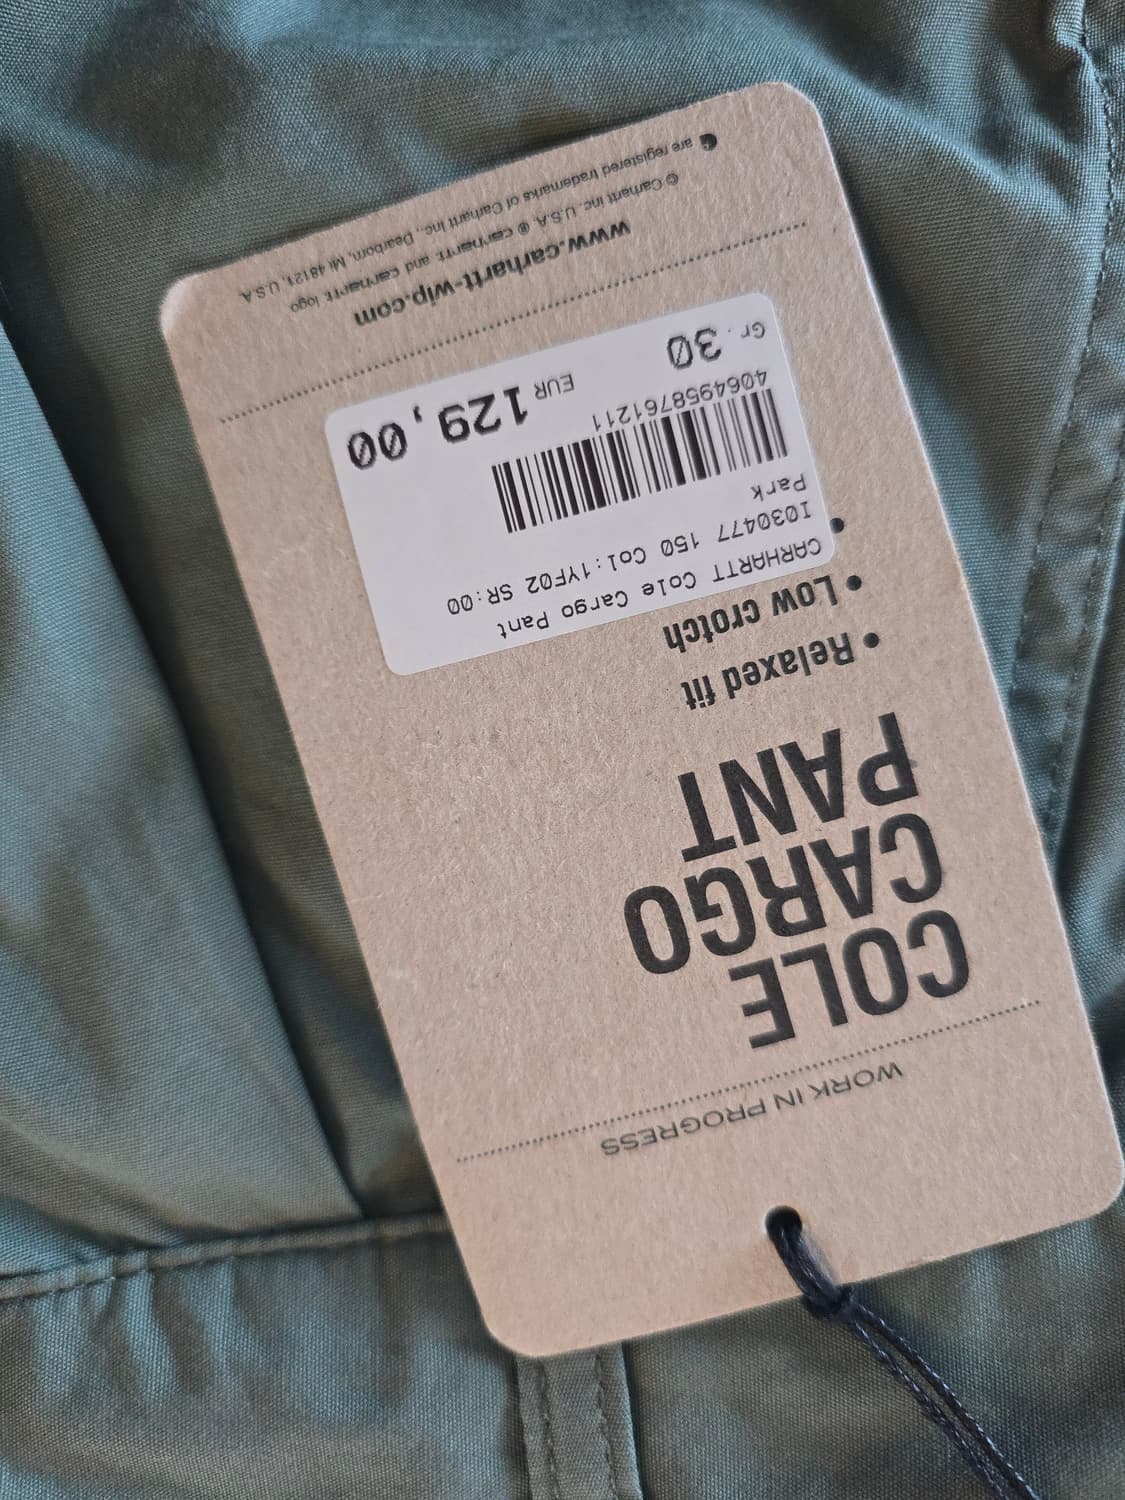 WORK IN PROGRESS
COLE
CARGO
PANT
• Relaxed fit
• Low crotch
•
CARHARTT Cole Cargo Pant
I030477 150 Col:1YF02 SR:00
Park
4064958761211
Gr. 30
EUR 129,00
www.carhartt-wip.com
© Carhartt Inc. U.S.A. ® carhartt and carhartt logo
are registered trademarks of Carhartt Inc., Dearborn, MI 48121, U.S.A.